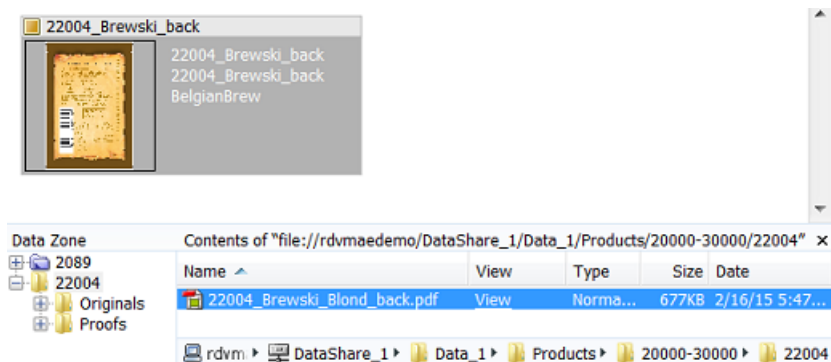 22004_Brewski_back
22004_Brewski_back
22004_Brewski_back
BelgianBrew
Data Zone
Contents of "file://rdvmaedemo/DataShare_1/Data_1/Products/20000-30000/22004" ×
2089
22004
Originals
Proofs
Name View Type Size Date
22004_Brewski_Blond_back.pdf View Norma... 677KB 2/16/15 5:47...
rdvm DataShare_1 Data_1 Products 20000-30000 22004